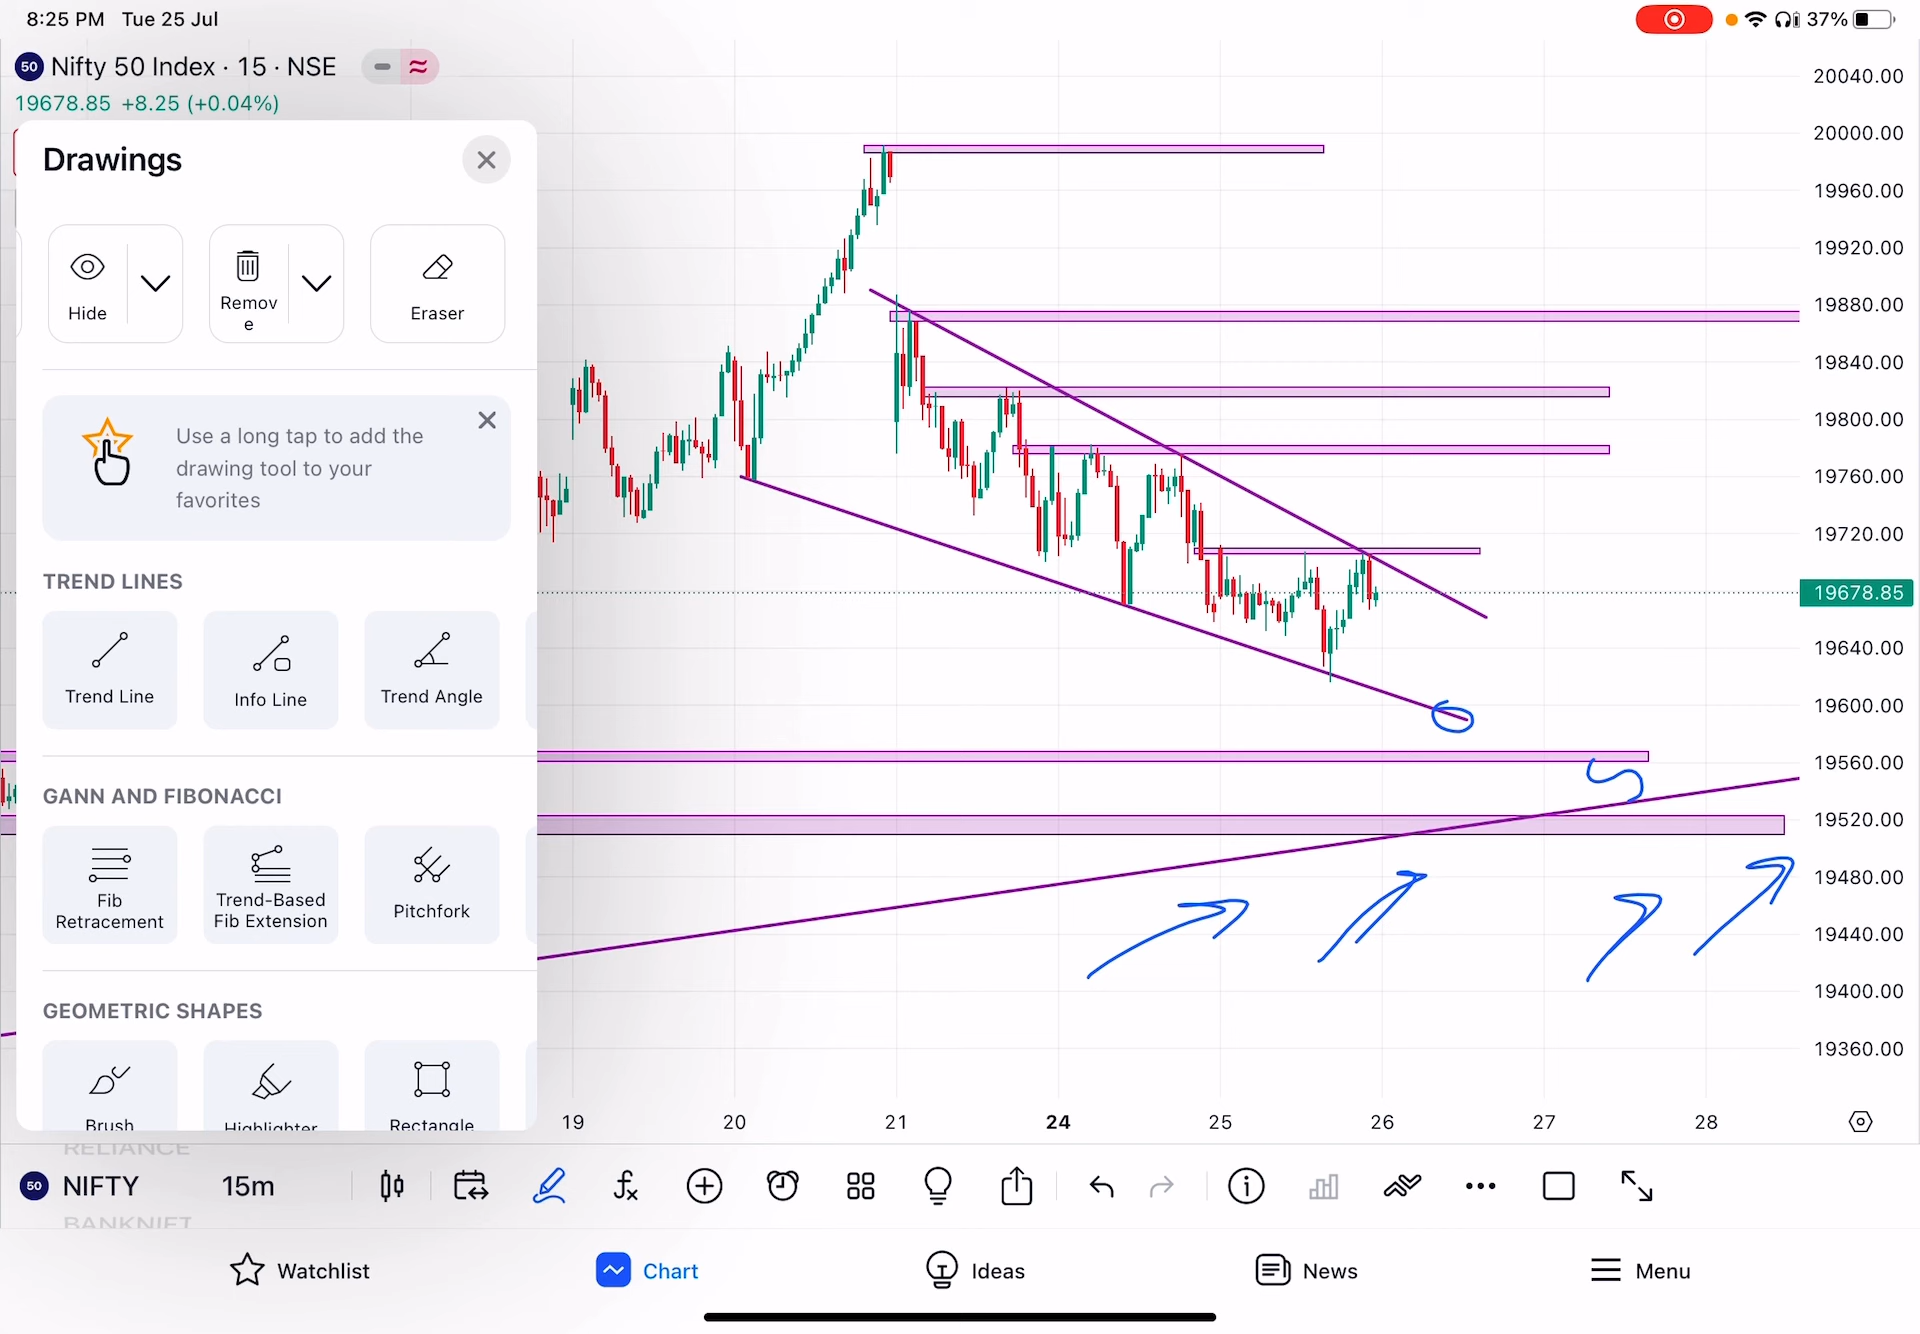 8:25 PM Tue 25 Jul
37%
50 Nifty 50 Index · 15 · NSE
19678.85 +8.25 (+0.04%)
Drawings
Hide
Remov
e
Eraser
Use a long tap to add the
drawing tool to your
favorites
TREND LINES
Trend Line
Info Line
Trend Angle
GANN AND FIBONACCI
Fib
Retracement
Trend-Based
Fib Extension
Pitchfork
GEOMETRIC SHAPES
Brush
Highlighter
Rectangle
20040.00
20000.00
19960.00
19920.00
19880.00
19840.00
19800.00
19760.00
19720.00
19678.85
19640.00
19600.00
19560.00
19520.00
19480.00
19440.00
19400.00
19360.00
19 20 21 24 25 26 27 28
RELIANCE
50 NIFTY 15m
BANKNIFT
Watchlist Chart Ideas News Menu